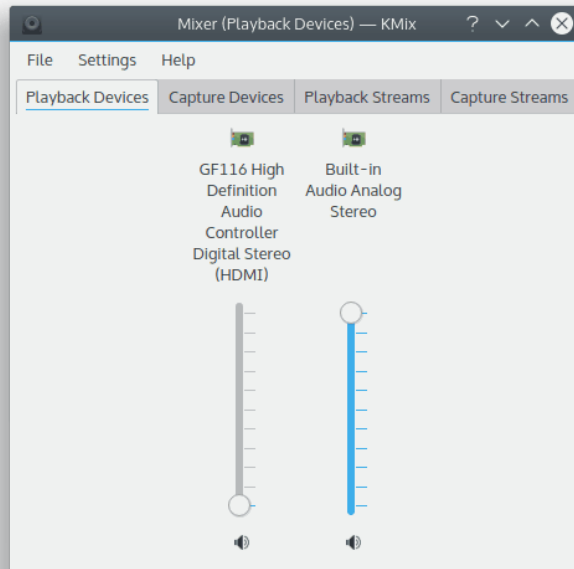 Mixer (Playback Devices) — KMix ?
File Settings Help
Playback Devices Capture Devices Playback Streams Capture Streams
GF116 High
Definition
Audio
Controller
Digital Stereo
(HDMI)
Built-in
Audio Analog
Stereo